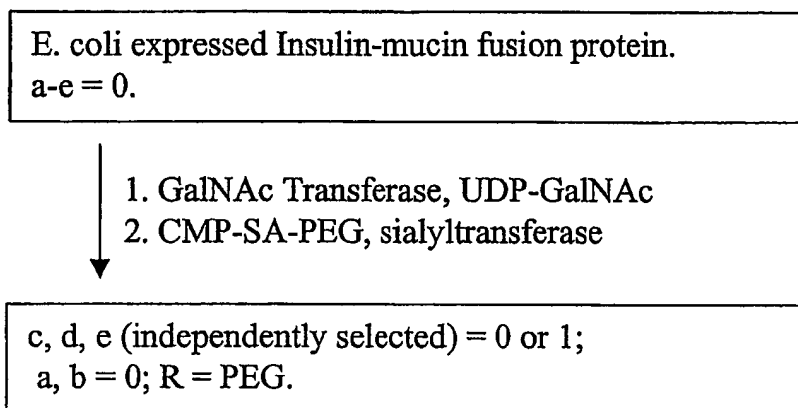 E. coli expressed Insulin-mucin fusion protein.
a-e = 0.
1. GalNAc Transferase, UDP-GalNAc
2. CMP-SA-PEG, sialyltransferase
c, d, e (independently selected) = 0 or 1;
a, b = 0; R = PEG.